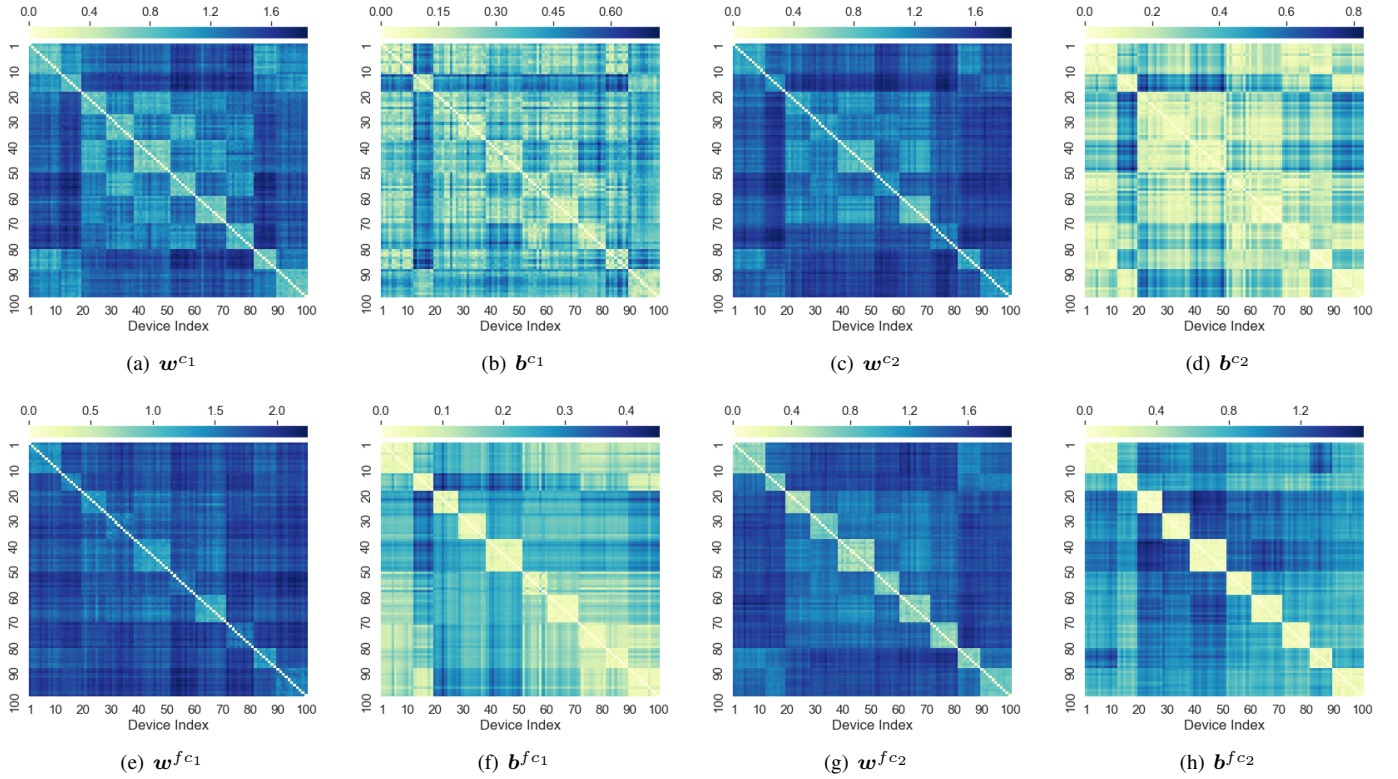 0.0 0.4 0.8 1.2 1.6
0.00 0.15 0.30 0.45 0.60
0.0 0.4 0.8 1.2 1.6
0.0 0.2 0.4 0.6 0.8
1 10 20 30 40 50 60 70 80 90 100
1 10 20 30 40 50 60 70 80 90 100
1 10 20 30 40 50 60 70 80 90 100
1 10 20 30 40 50 60 70 80 90 100
1 10 20 30 40 50 60 70 80 90 100
1 10 20 30 40 50 60 70 80 90 100
1 10 20 30 40 50 60 70 80 90 100
1 10 20 30 40 50 60 70 80 90 100
Device Index
Device Index
Device Index
Device Index
(a) w^{c_1}
(b) b^{c_1}
(c) w^{c_2}
(d) b^{c_2}
0.0 0.5 1.0 1.5 2.0
0.0 0.1 0.2 0.3 0.4
0.0 0.4 0.8 1.2 1.6
0.0 0.4 0.8 1.2
1 10 20 30 40 50 60 70 80 90 100
1 10 20 30 40 50 60 70 80 90 100
1 10 20 30 40 50 60 70 80 90 100
1 10 20 30 40 50 60 70 80 90 100
1 10 20 30 40 50 60 70 80 90 100
1 10 20 30 40 50 60 70 80 90 100
1 10 20 30 40 50 60 70 80 90 100
1 10 20 30 40 50 60 70 80 90 100
Device Index
Device Index
Device Index
Device Index
(e) w^{fc_1}
(f) b^{fc_1}
(g) w^{fc_2}
(h) b^{fc_2}